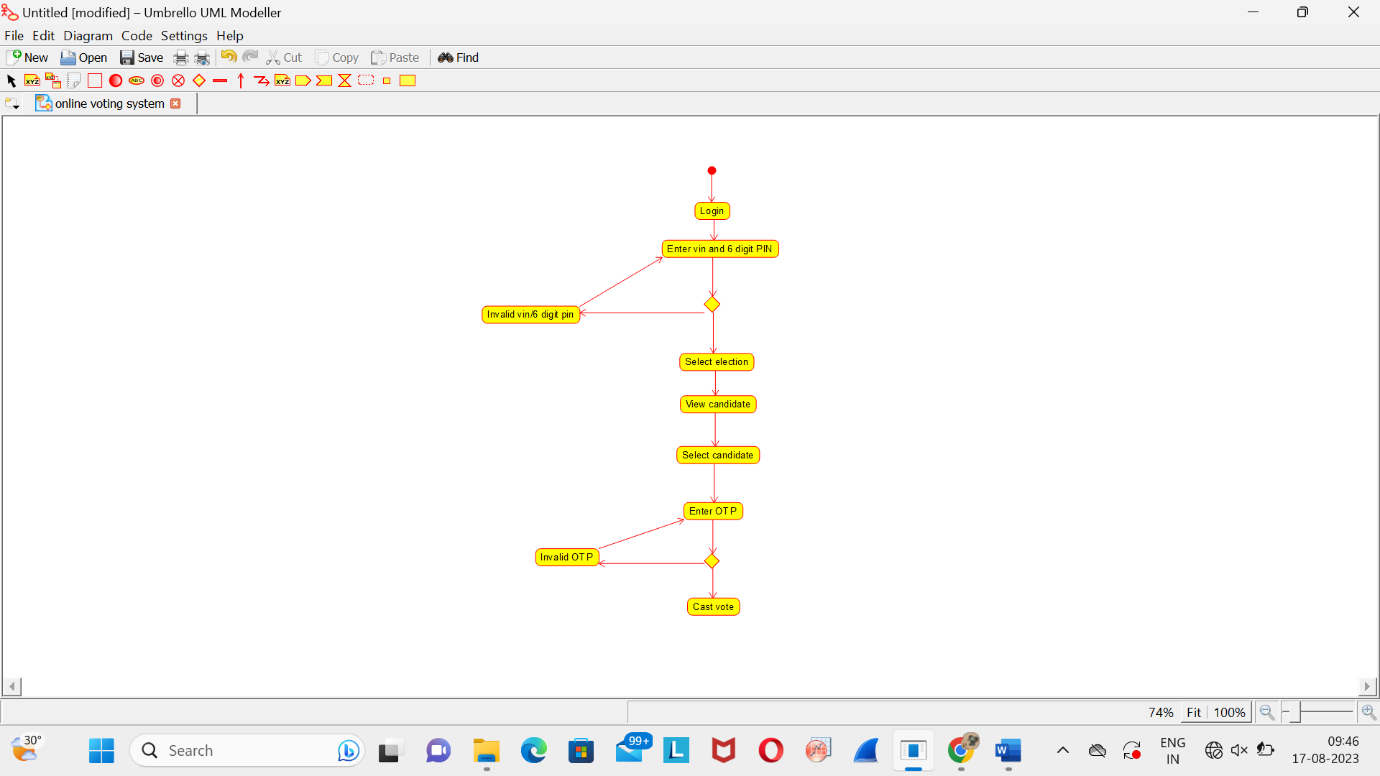 Untitled [modified] – Umbrello UML Modeller
File Edit Diagram Code Settings Help
New Open Save Cut Copy Paste Find
XYZ ABC XYZ
online voting system
Login
Enter vin and 6 digit PIN
Invalid vin/6 digit pin
Select election
View candidate
Select candidate
Enter OTP
Invalid OTP
Cast vote
74% Fit 100%
30° Search 99+ L W ENG 09:46
IN 17-08-2023